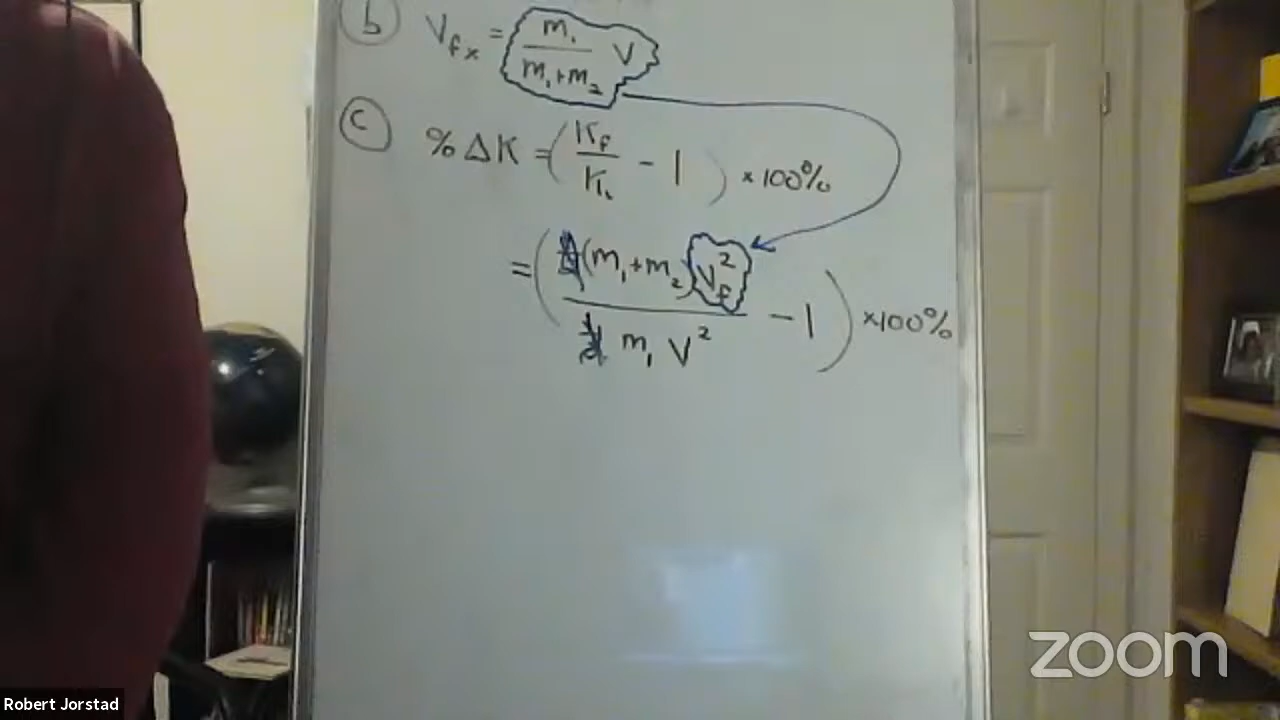 b V_fx = m₁/(m₁+m₂) V
c %ΔK = (K_f/K_i - 1) × 100%
= (½(m₁+m₂)V_f²/½ m₁ V² - 1) × 100%
zoom
Robert Jorstad